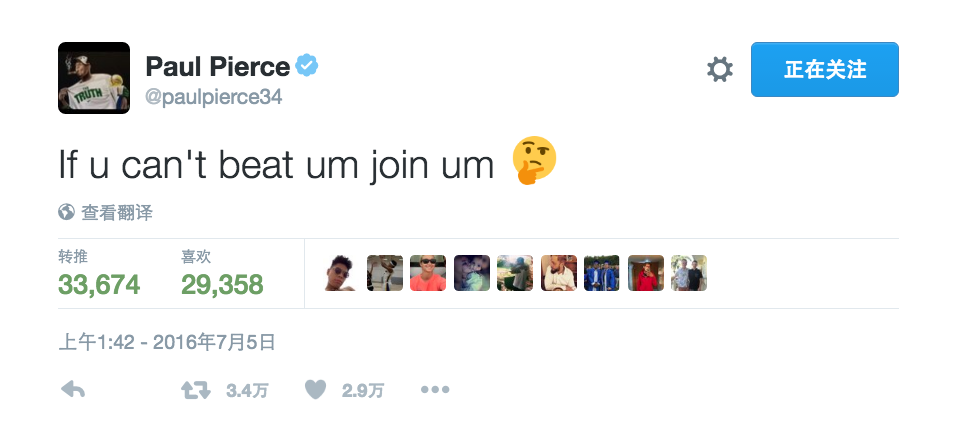 Paul Pierce
@paulpierce34
正在关注
If u can't beat um join um 🤔
查看翻译
转推 喜欢
33,674 29,358
上午1:42 - 2016年7月5日
3.4万 2.9万